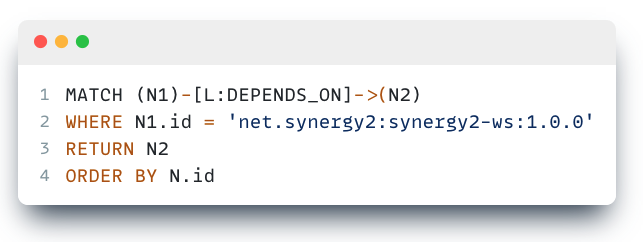 1 MATCH (N1)-[L:DEPENDS_ON]->(N2)
2 WHERE N1.id = 'net.synergy2:synergy2-ws:1.0.0'
3 RETURN N2
4 ORDER BY N.id